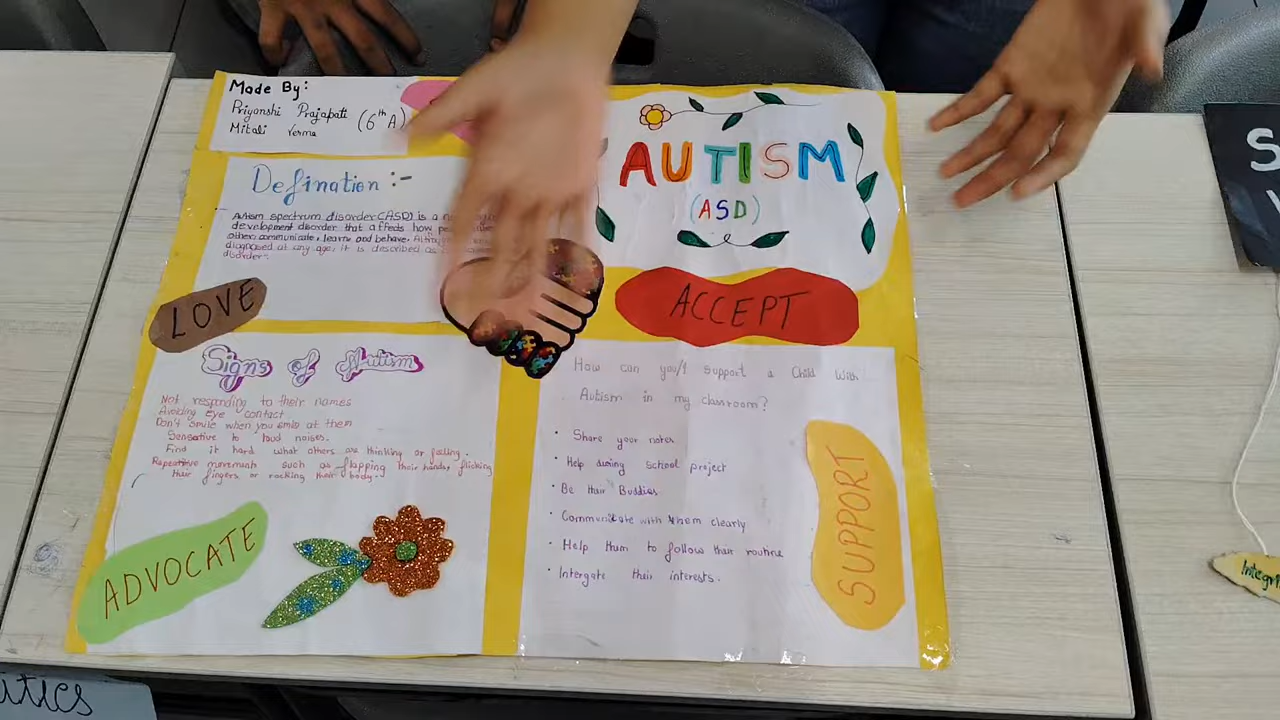 Made By:
Priyanshi Prajapati
Mitali Verma
(6th A)
AUTISM
(ASD)
Defination :-
Autism spectrum disorder (ASD) is a
development disorder that affects how
other, communicate, learn and behave.
diagnosed at any age, it is described as
disorder.
LOVE
ACCEPT
Signs of Autism
Not responding to their names
Avoiding Eye contact
Don't smile when you smile at them
Sensative to loud noises.
Find it hard what others are thinking or feeling.
Repeatitive movements such as flapping their hands, flicking
their fingers or rocking their body.
ADVOCATE
How can you/I support a Child With
Autism in my classroom?
• Share your notes
• Help during school project
• Be their Buddies
• Communicate with them clearly
• Help them to follow their routine
• Intergate their interests.
SUPPORT
S